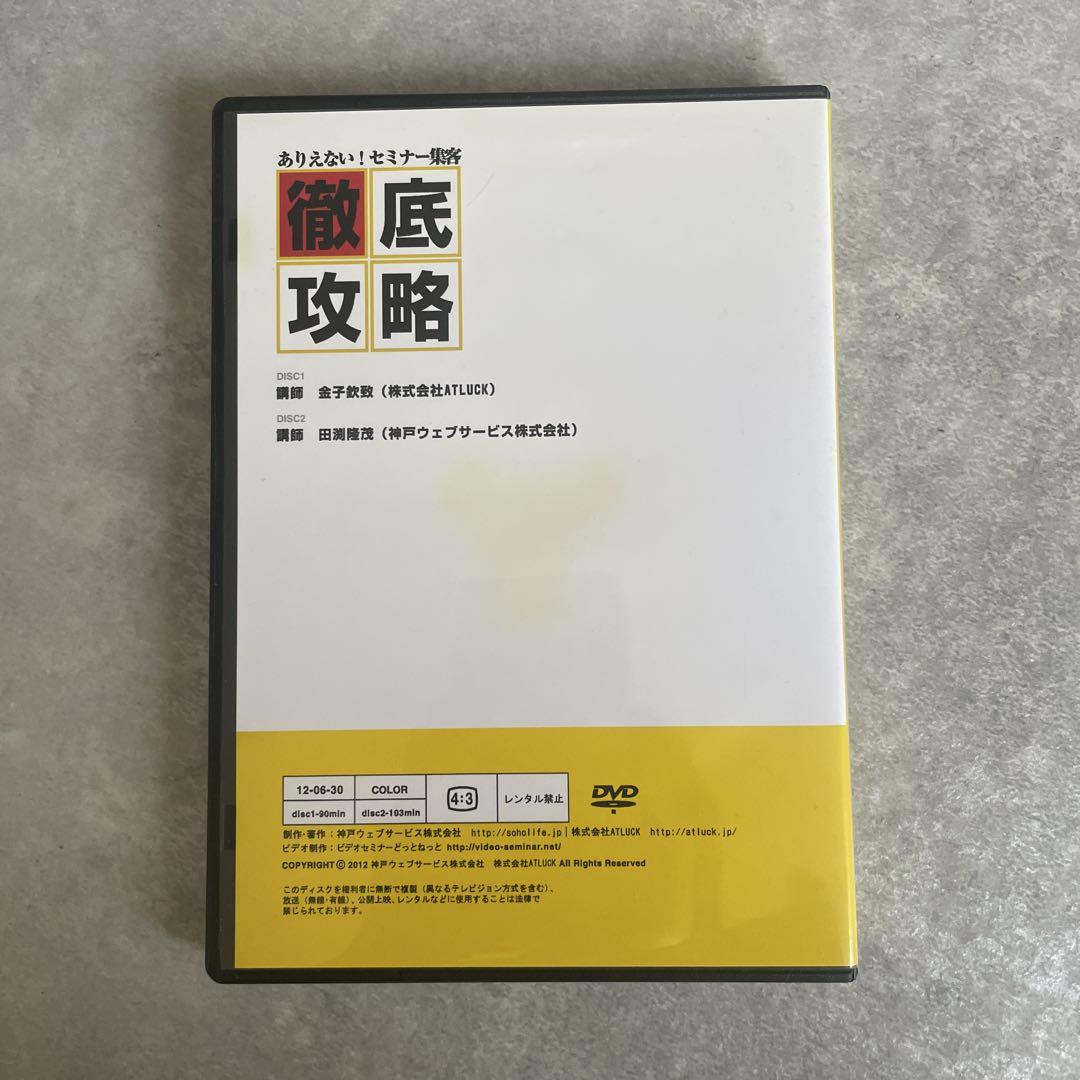 ありえない！セミナー集客
徹底
攻略
DISC1
講師 金子欽致（株式会社ATLUCK）
DISC2
講師 田渕隆茂（神戸ウェブサービス株式会社）
12-06-30 COLOR 4:3 レンタル禁止 DVD
disc1-90min disc2-103min
制作・著作：神戸ウェブサービス株式会社 http://soholife.jp｜株式会社ATLUCK http://atluck.jp/
ビデオ制作：ビデオセミナーどっとねっと http://video-seminar.net/
COPYRIGHT © 2012 神戸ウェブサービス株式会社 株式会社ATLUCK All Rights Reserved
このディスクを権利者に無断で複製（異なるテレビジョン方式を含む）、
放送（無線・有線）、公開上映、レンタルなどに使用することは法律で
禁じられております。